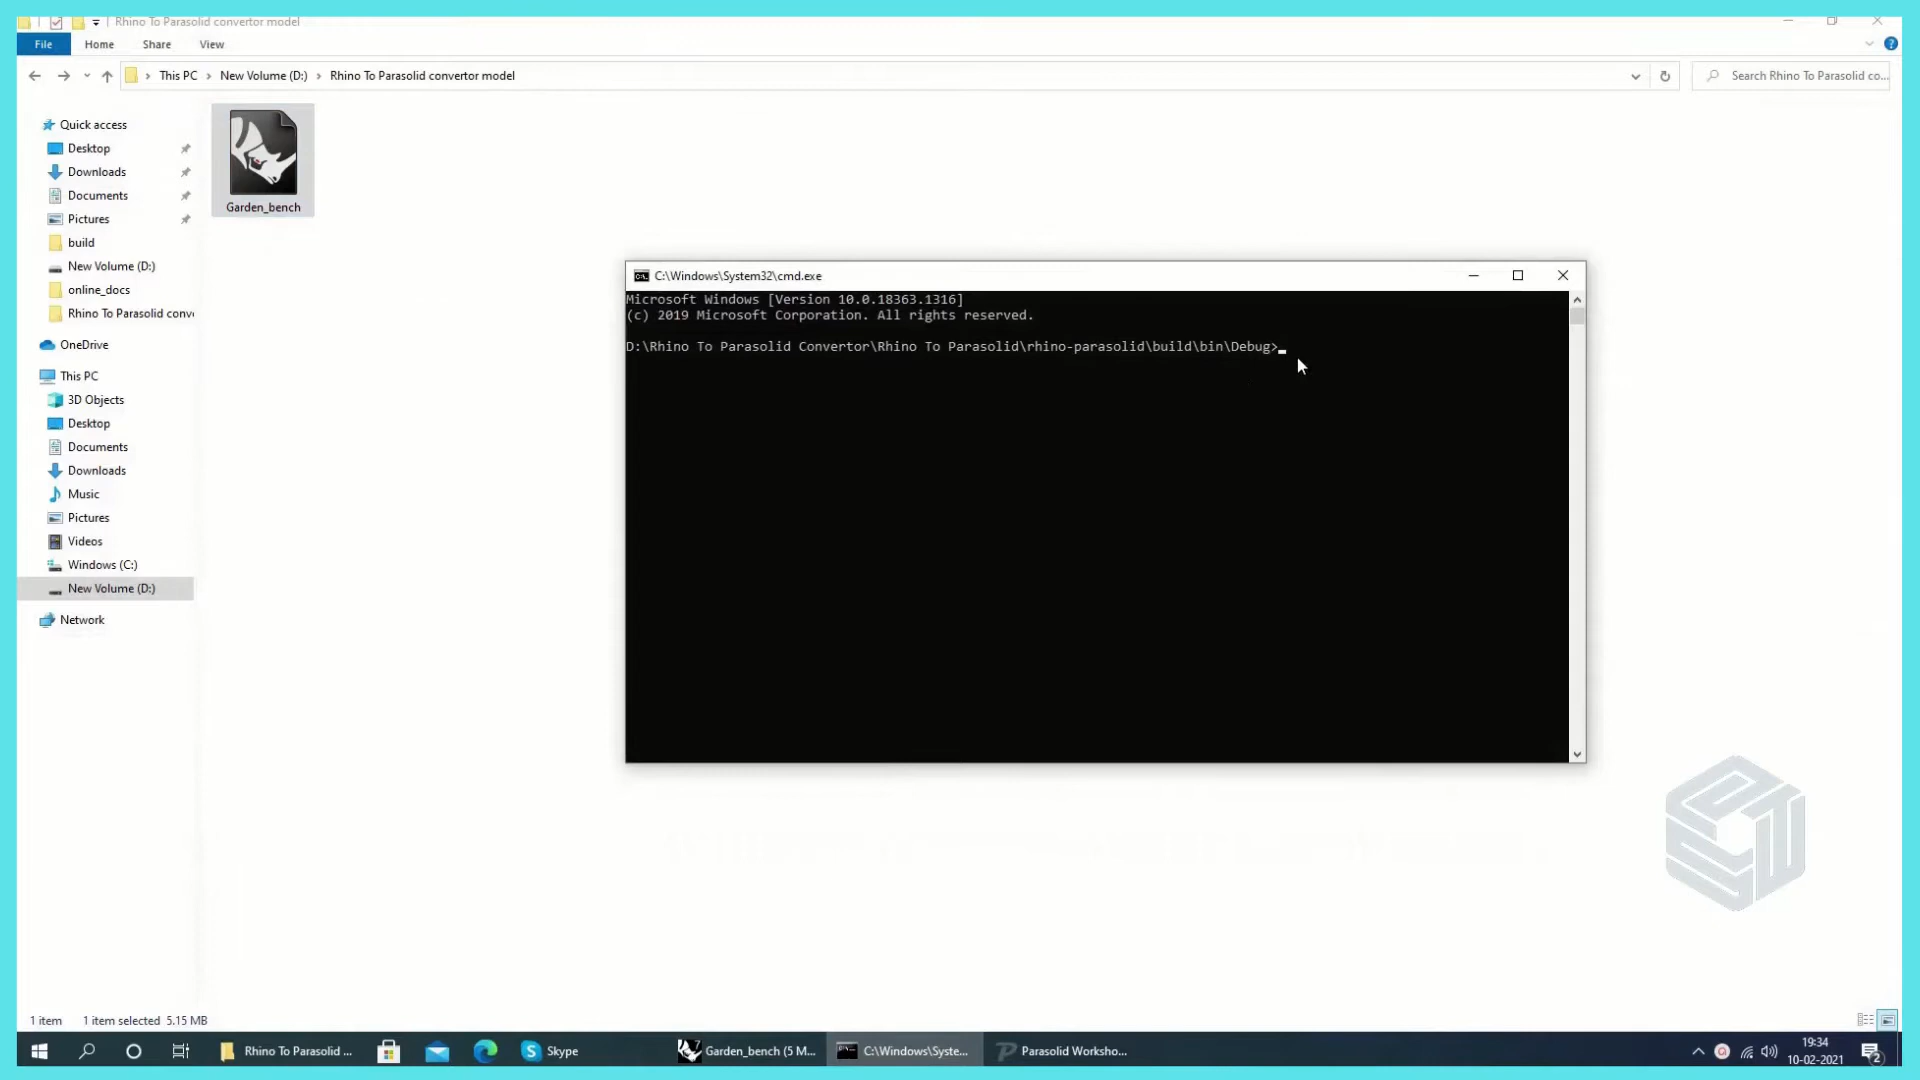 Rhino To Parasolid convertor model
File Home Share View
This PC New Volume (D:) Rhino To Parasolid convertor model
Search Rhino To Parasolid co...
Quick access
Desktop
Downloads
Documents
Pictures
build
New Volume (D:)
online_docs
Rhino To Parasolid conv
OneDrive
This PC
3D Objects
Desktop
Documents
Downloads
Music
Pictures
Videos
Windows (C:)
New Volume (D:)
Network
Garden_bench
C:\Windows\System32\cmd.exe
Microsoft Windows [Version 10.0.18363.1316]
(c) 2019 Microsoft Corporation. All rights reserved.
D:\Rhino To Parasolid Convertor\Rhino To Parasolid\rhino-parasolid\build\bin\Debug>
1 item 1 item selected 5.15 MB
Rhino To Parasolid ...
Skype
Garden_bench (5 M...
C:\Windows\Syste...
Parasolid Worksho...
19:34
10-02-2021
2